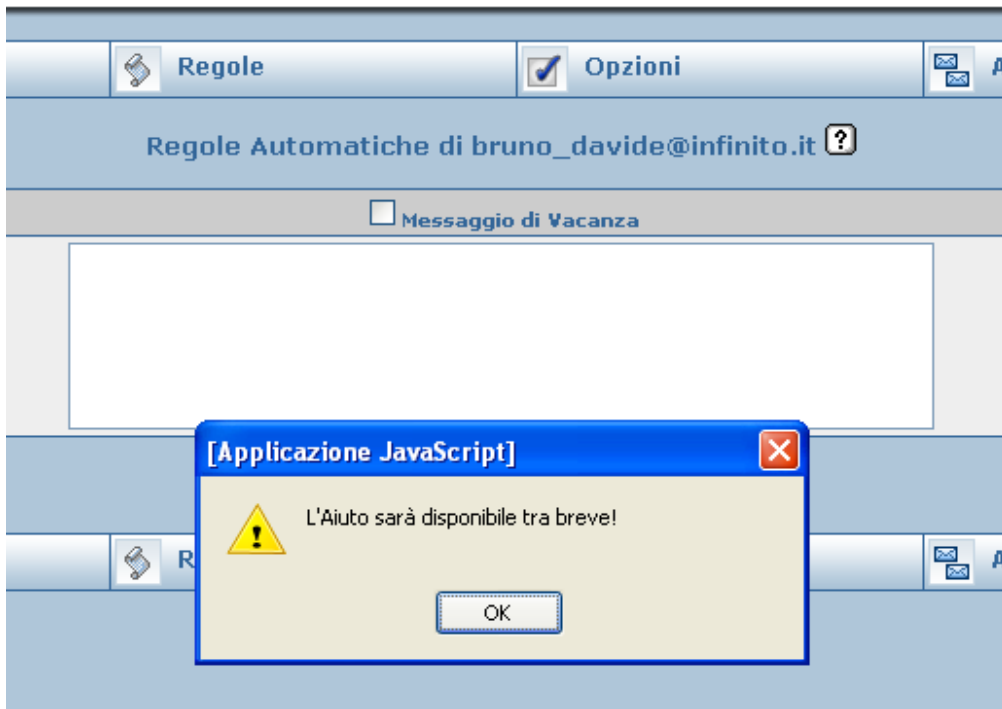 Regole
Opzioni
Regole Automatiche di bruno_davide@infinito.it ?
Messaggio di Vacanza
[Applicazione JavaScript]
L'Aiuto sarà disponibile tra breve!
OK